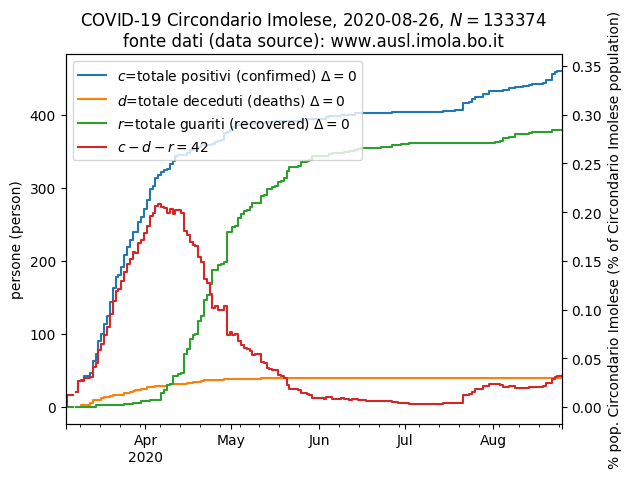 COVID-19 Circondario Imolese, 2020-08-26, N = 133374
fonte dati (data source): www.ausl.imola.bo.it
c=totale positivi (confirmed) Δ = 0
d=totale deceduti (deaths) Δ = 0
r=totale guariti (recovered) Δ = 0
c − d − r = 42
persone (person)
400
300
200
100
0
0.35
0.30
0.25
0.20
0.15
0.10
0.05
0.00
% pop. Circondario Imolese (% of Circondario Imolese population)
Apr May Jun Jul Aug
2020